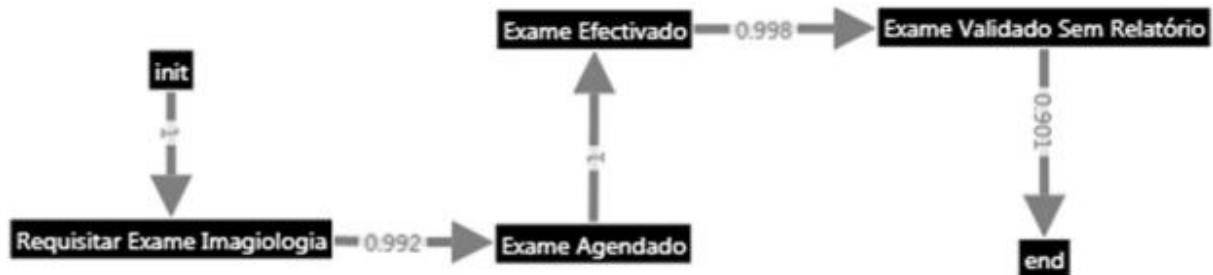 init
1
Requisitar Exame Imagiologia
0.992
Exame Agendado
1
Exame Efectivado
0.998
Exame Validado Sem Relatório
0.901
end